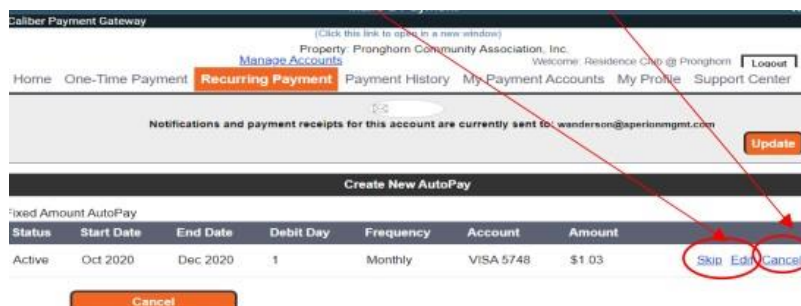 Caliber Payment Gateway
(Click this link to open in a new window)
Property: Pronghorn Community Association, Inc.
Manage Accounts Welcome: Residence Club @ Pronghorn Logout
Home One-Time Payment Recurring Payment Payment History My Payment Accounts My Profile Support Center
Notifications and payment receipts for this account are currently sent to: wanderson@aperionmgmt.com
Update
Create New AutoPay
Fixed Amount AutoPay
Status Start Date End Date Debit Day Frequency Account Amount
Active Oct 2020 Dec 2020 1 Monthly VISA 5748 $1.03 Skip Edit Cancel
Cancel